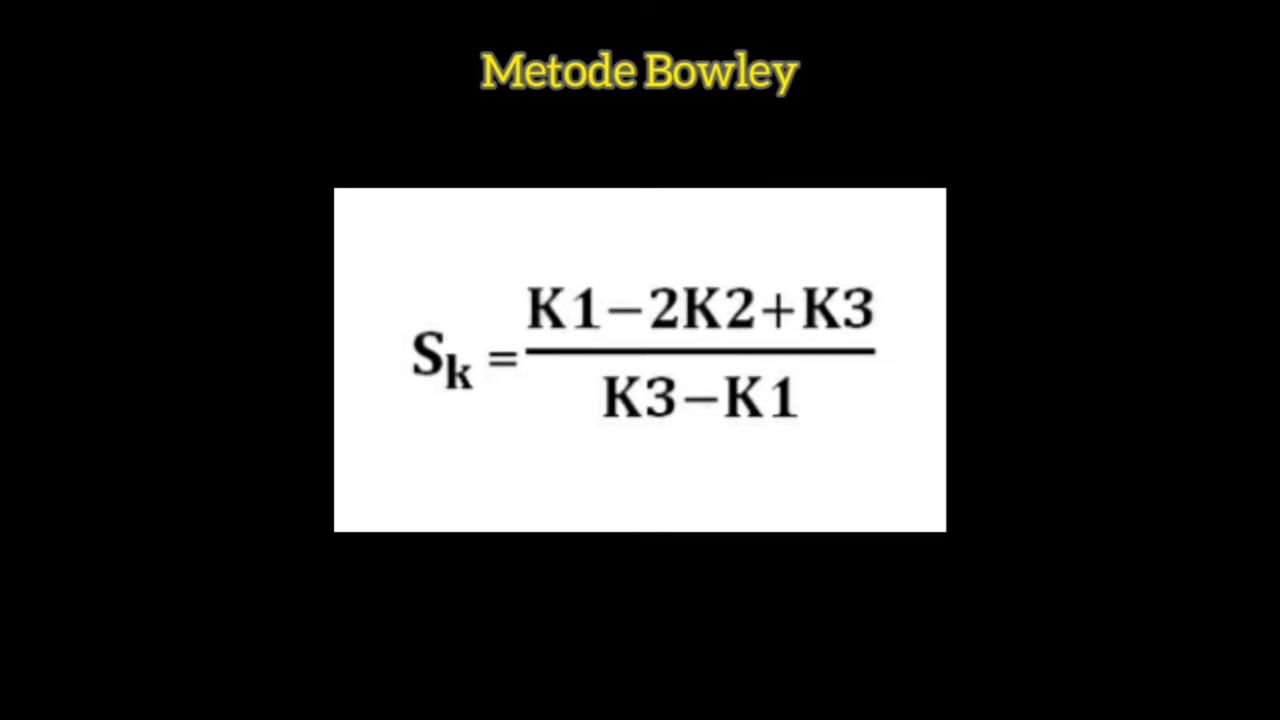 Metode Bowley
K1−2K2+K3
Sk =
K3−K1